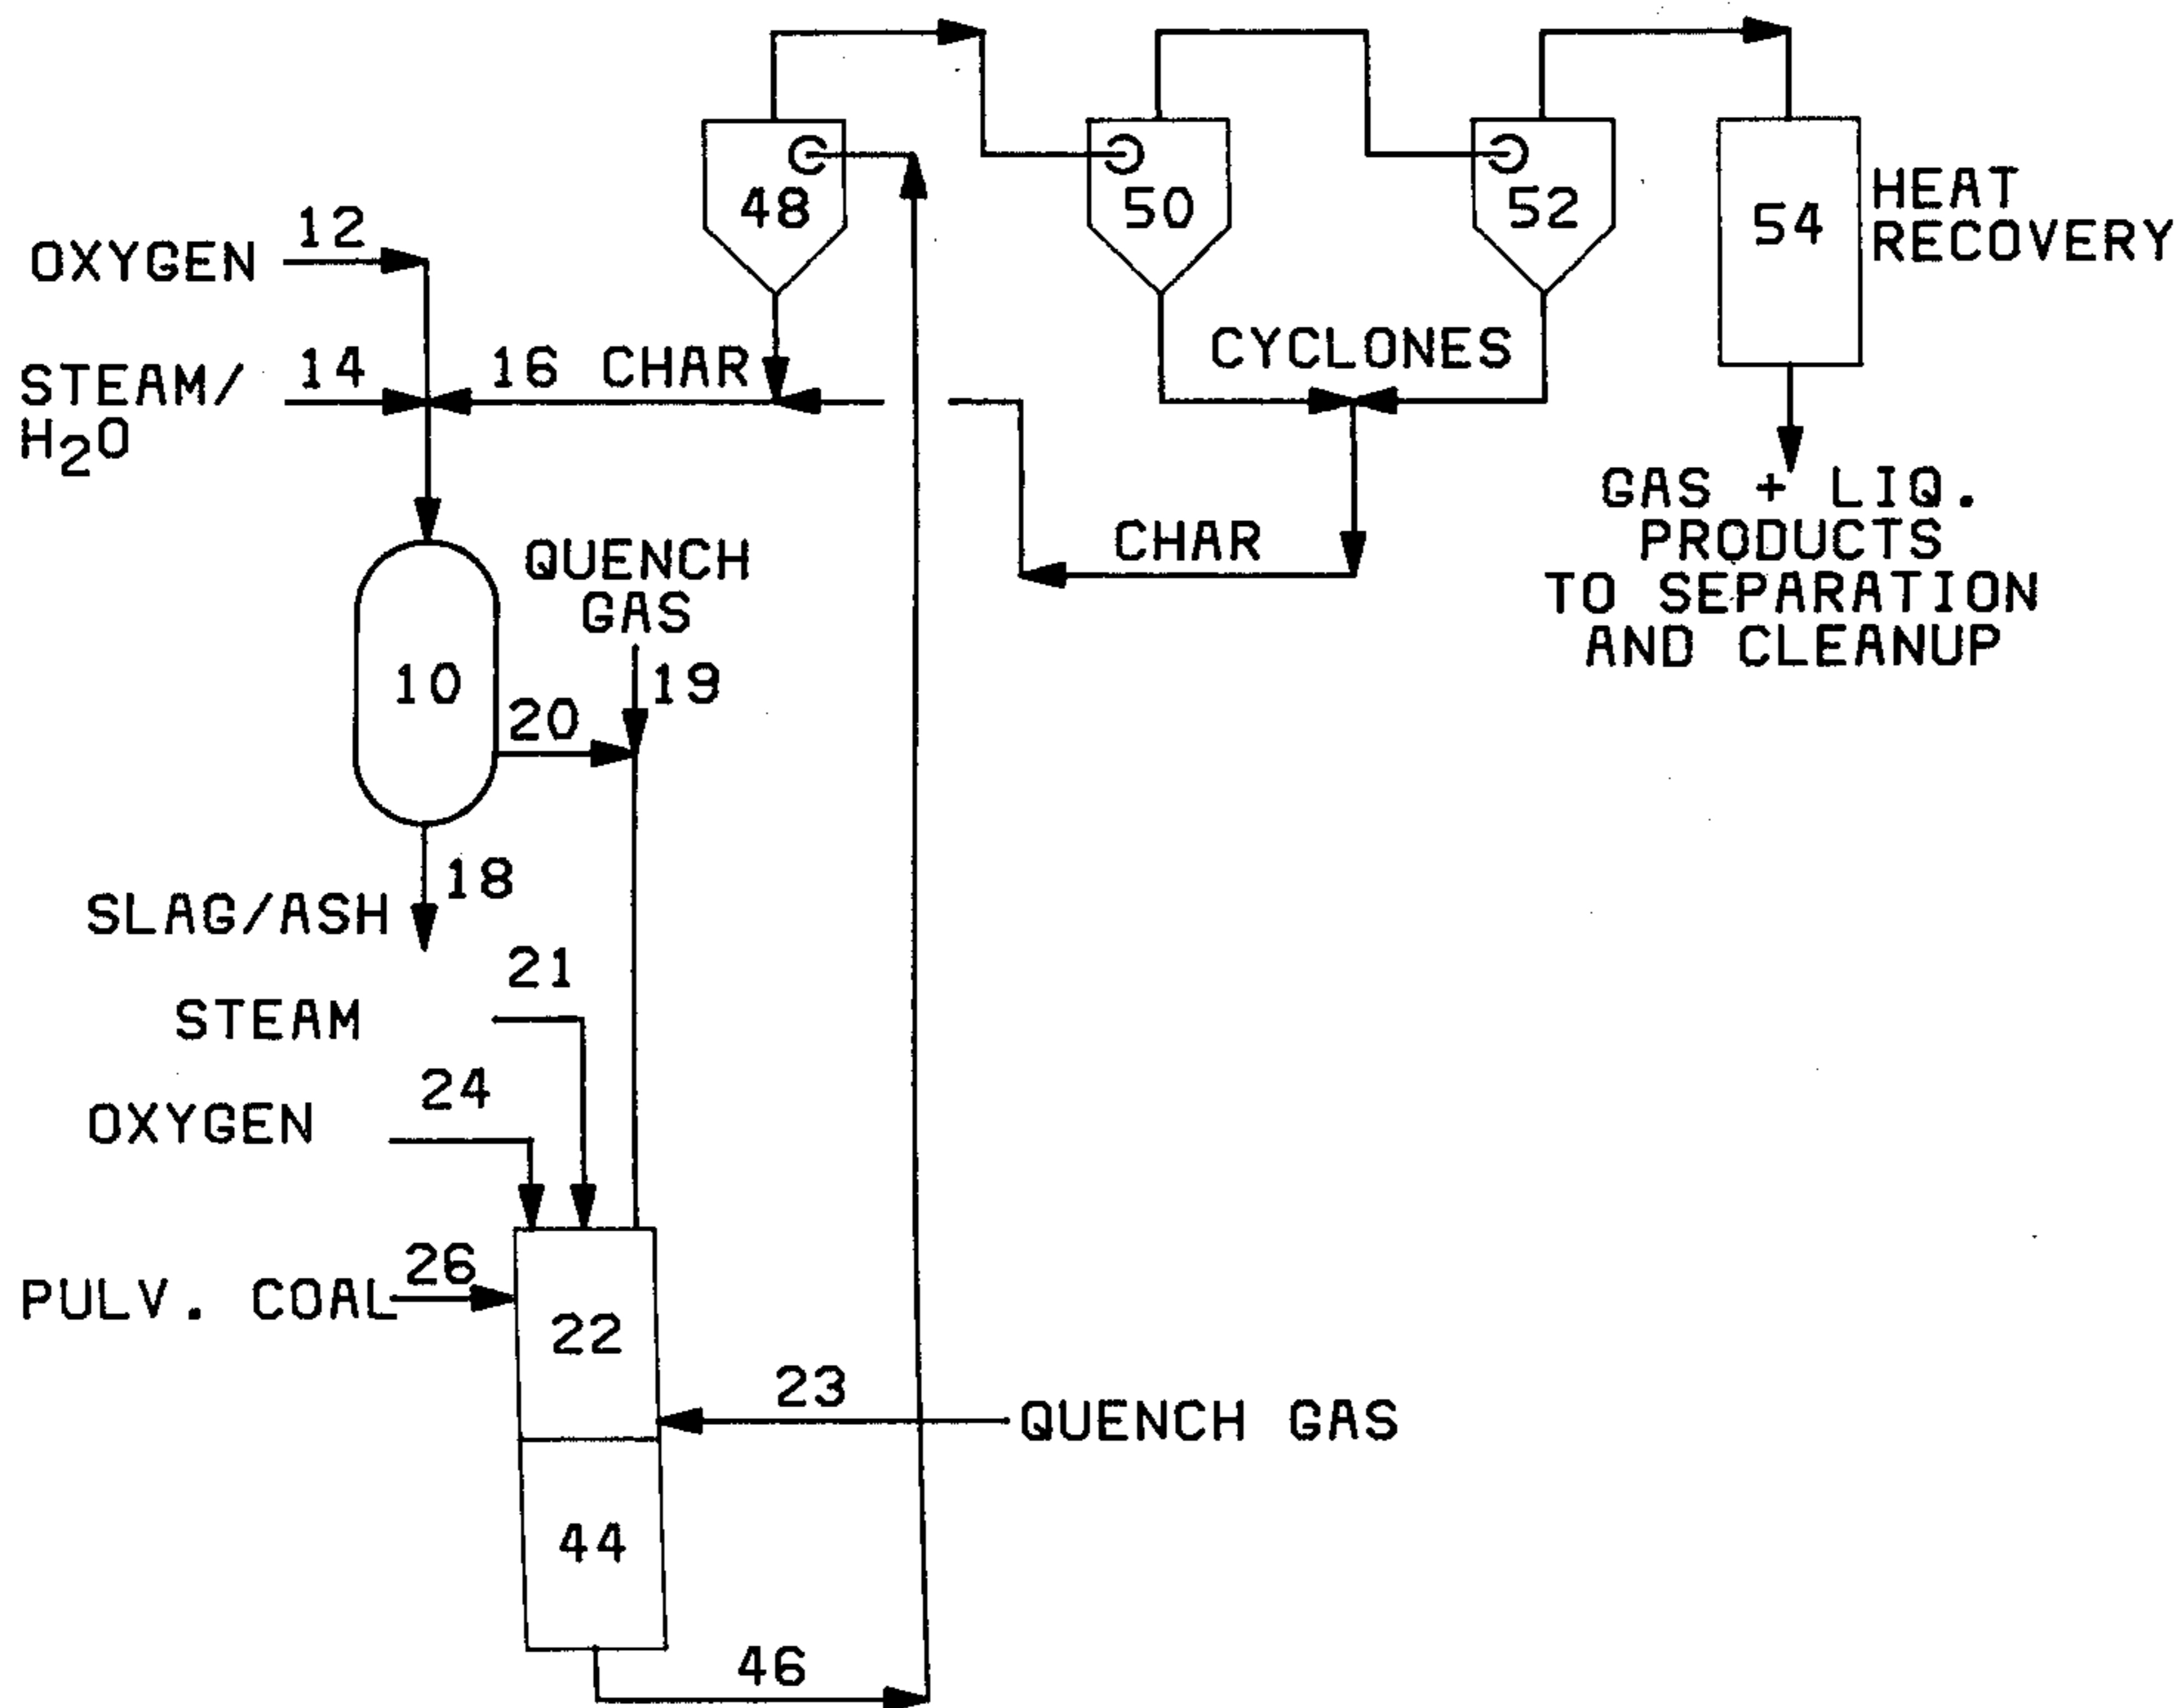 12
OXYGEN
48
50
52
54
HEAT
RECOVERY
STEAM/
H2O
14
16 CHAR
CYCLONES
GAS + LIQ.
PRODUCTS
TO SEPARATION
AND CLEANUP
CHAR
QUENCH
GAS
10
19
20
18
SLAG/ASH
21
STEAM
24
OXYGEN
26
PULV. COAL
22
23
QUENCH GAS
44
46